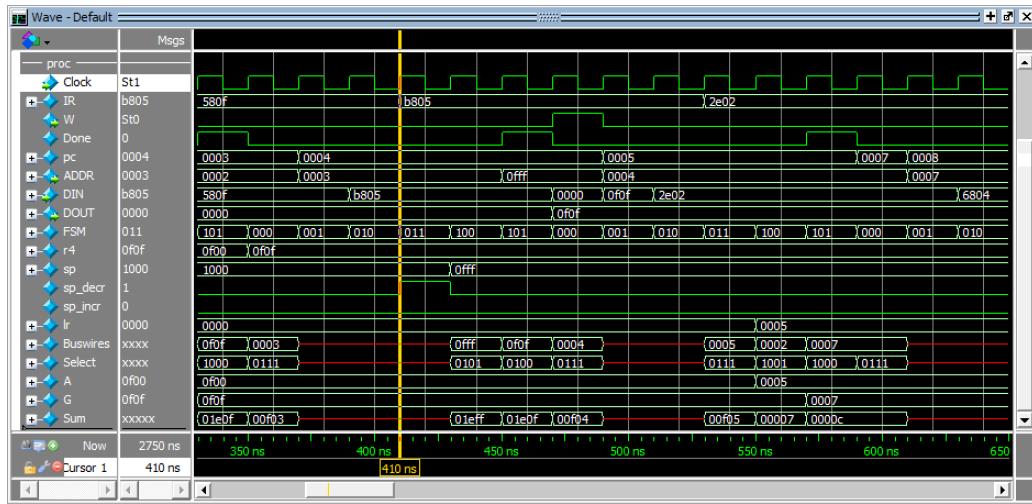 Wave - Default
Msgs
proc
Clock St1
IR b805 580f b805 2e02
W St0
Done 0
pc 0004 0003 0004 0005 0007 0008
ADDR 0003 0002 0003 0fff 0004 0007
DIN b805 580f b805 0000 0f0f 2e02 6804
DOUT 0000 0000 0f0f
FSM 011 101 000 001 010 011 100 101 000 001 010 011 100 101 000 001 010
r4 0f0f 0f00 0f0f
sp 1000 1000 0fff
sp_decr 1
sp_incr 0
lr 0000 0000 0005
Buswires xxxx 0f0f 0003 0fff 0f0f 0004 0005 0002 0007
Select xxxx 1000 0111 0101 0100 0111 0111 1001 1000 0111
A 0f00 0f00 0005
G 0f0f 0f0f 0007
Sum xxxxx 01e0f 00f03 01eff 01e0f 00f04 00f05 00007 0000c
Now 2750 ns 350 ns 400 ns 450 ns 500 ns 550 ns 600 ns 650
Cursor 1 410 ns 410 ns